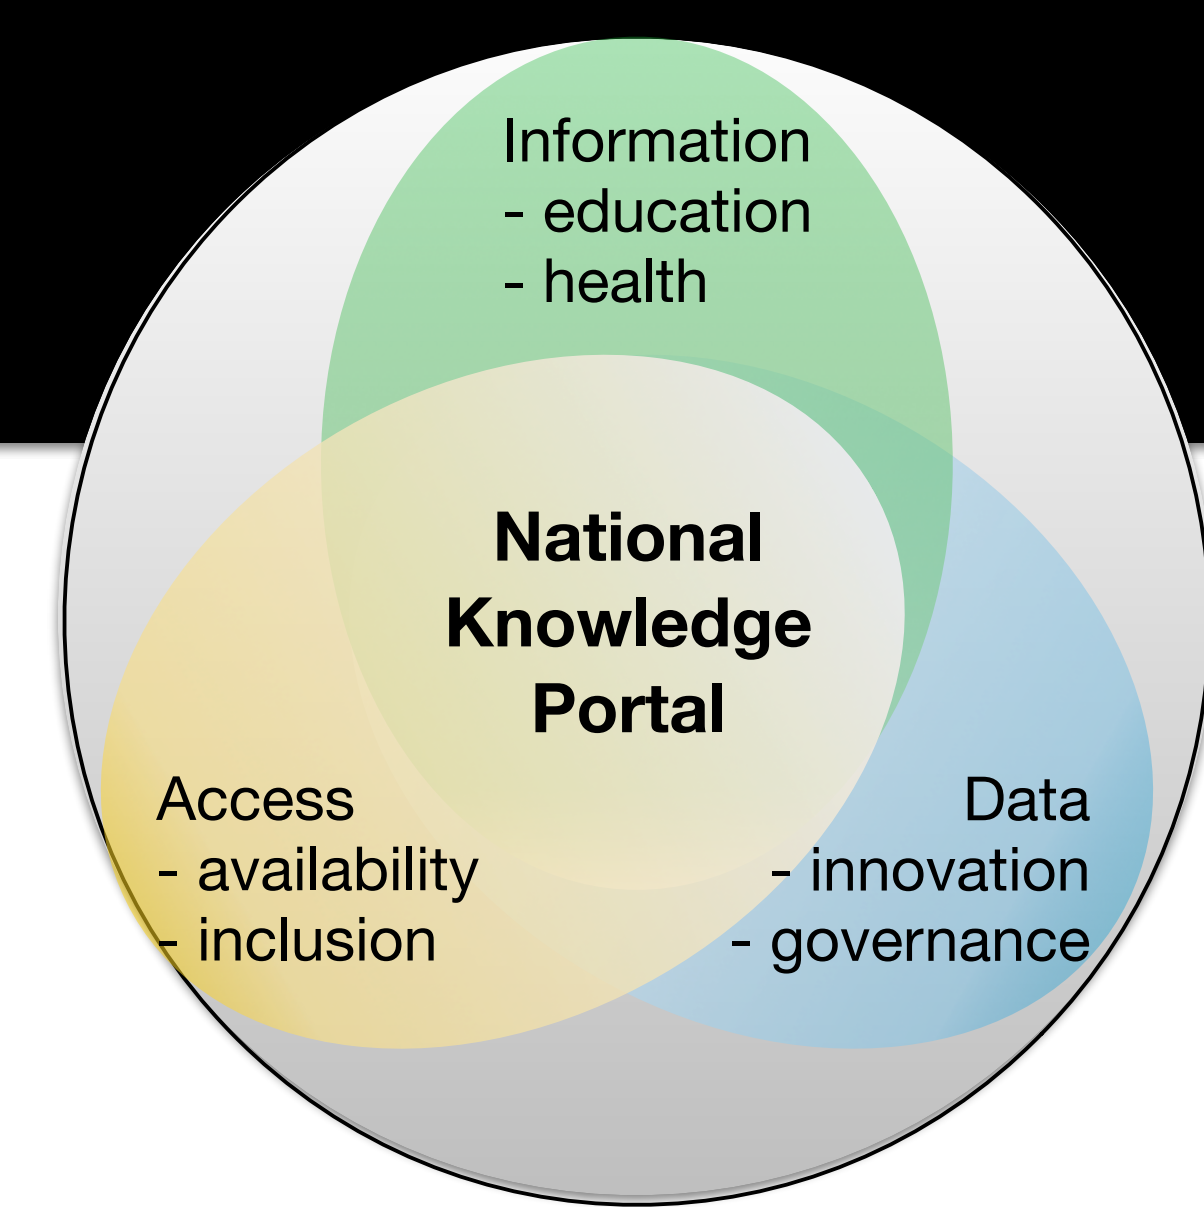 Information
- education
- health
National
Knowledge
Portal
Access
- availability
- inclusion
Data
- innovation
- governance